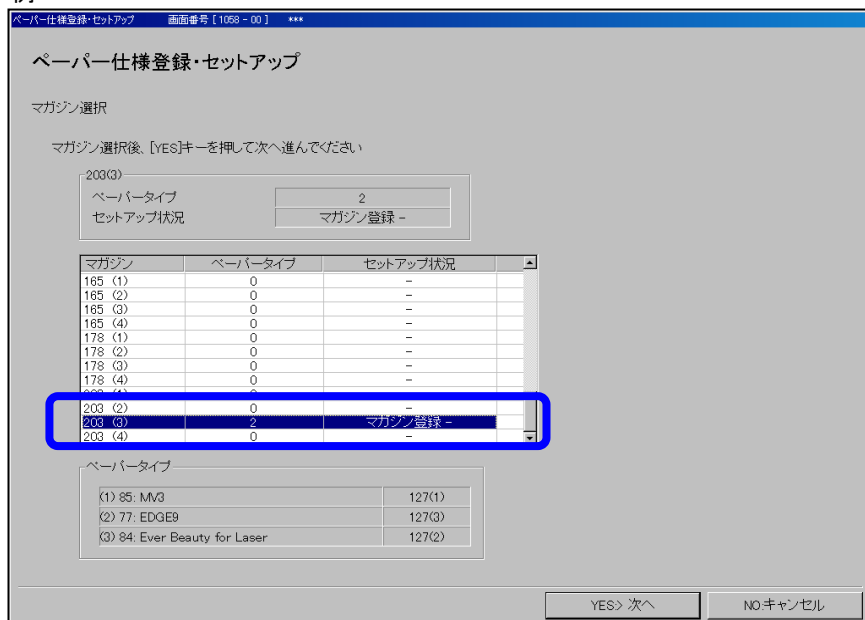 ペーパー仕様登録・セットアップ 画面番号 [ 1058 - 00 ] ***
ペーパー仕様登録・セットアップ
マガジン選択
マガジン選択後、[YES]キーを押して次へ進んでください
203(3)
ペーパータイプ 2
セットアップ状況 マガジン登録 -
マガジン ペーパータイプ セットアップ状況
165 (1) 0 -
165 (2) 0 -
165 (3) 0 -
165 (4) 0 -
178 (1) 0 -
178 (2) 0 -
178 (3) 0 -
178 (4) 0 -
203 (2) 0 -
203 (3) 2 マガジン登録 -
203 (4) 0 -
ペーパータイプ
(1) 85: MV3 127(1)
(2) 77: EDGE9 127(3)
(3) 84: Ever Beauty for Laser 127(2)
YES> 次へ NO:キャンセル